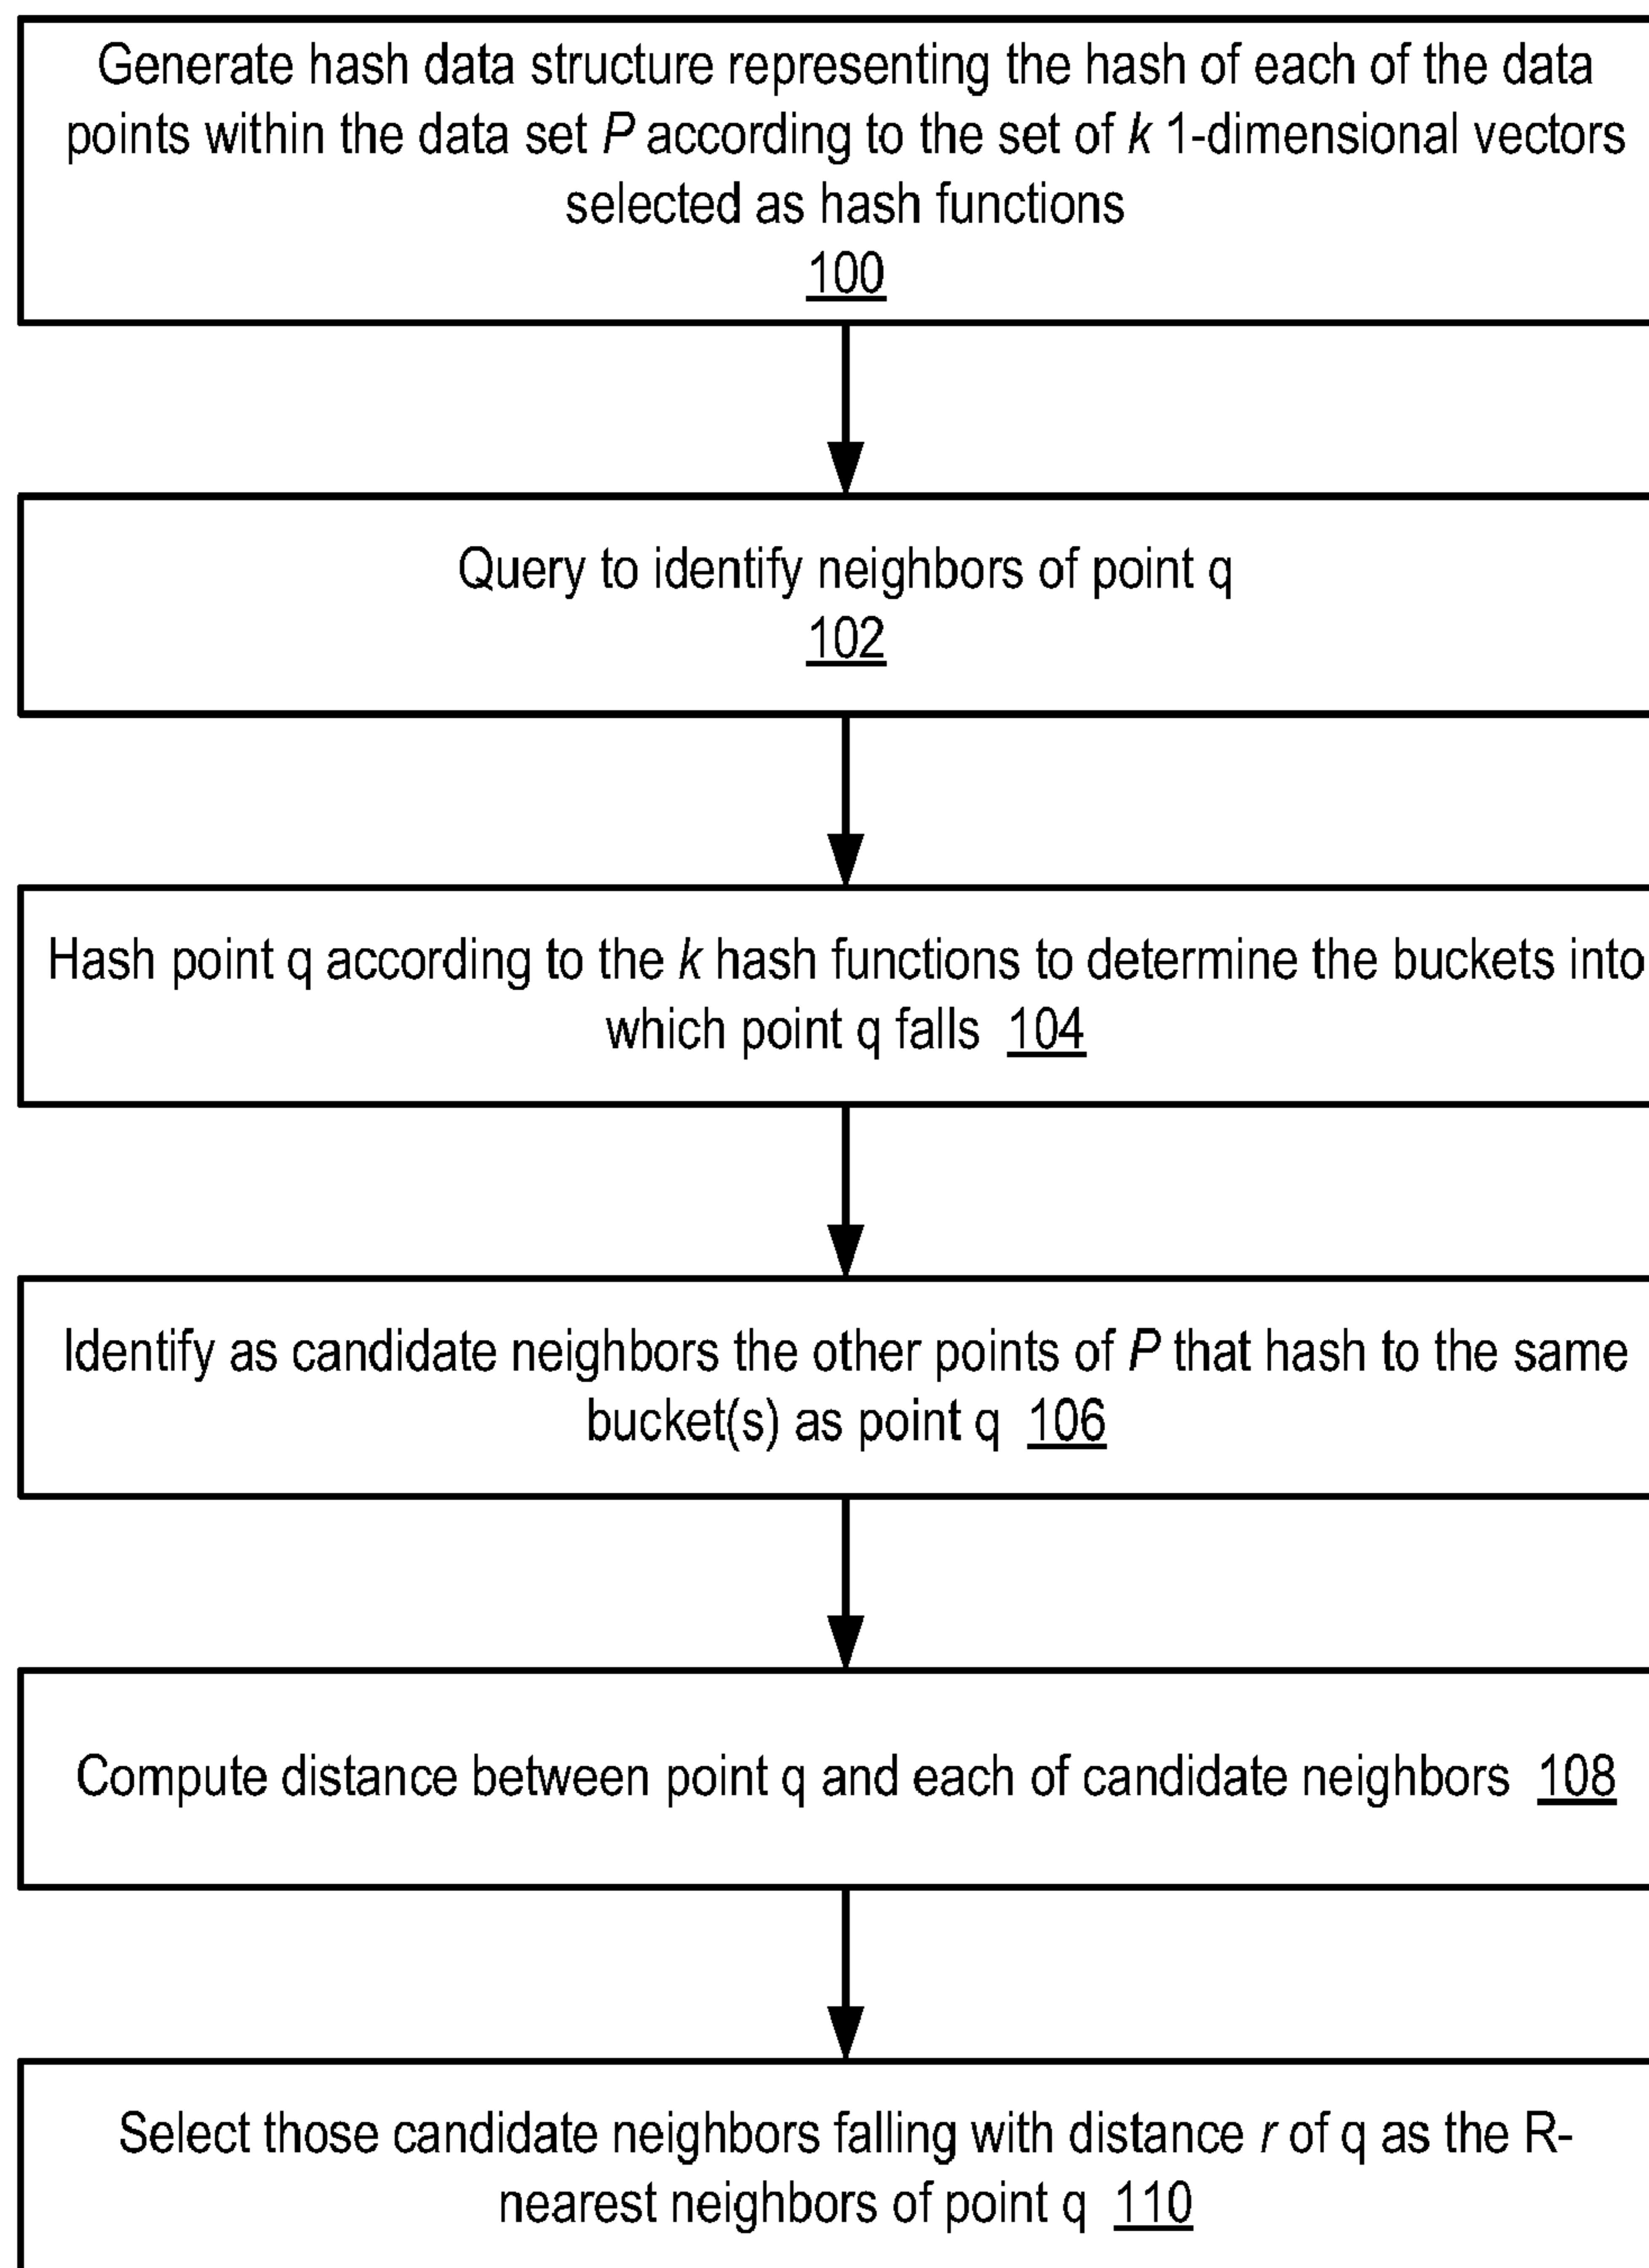 Generate hash data structure representing the hash of each of the data
points within the data set P according to the set of k 1-dimensional vectors
selected as hash functions
100
Query to identify neighbors of point q
102
Hash point q according to the k hash functions to determine the buckets into
which point q falls 104
Identify as candidate neighbors the other points of P that hash to the same
bucket(s) as point q 106
Compute distance between point q and each of candidate neighbors 108
Select those candidate neighbors falling with distance r of q as the R-
nearest neighbors of point q 110